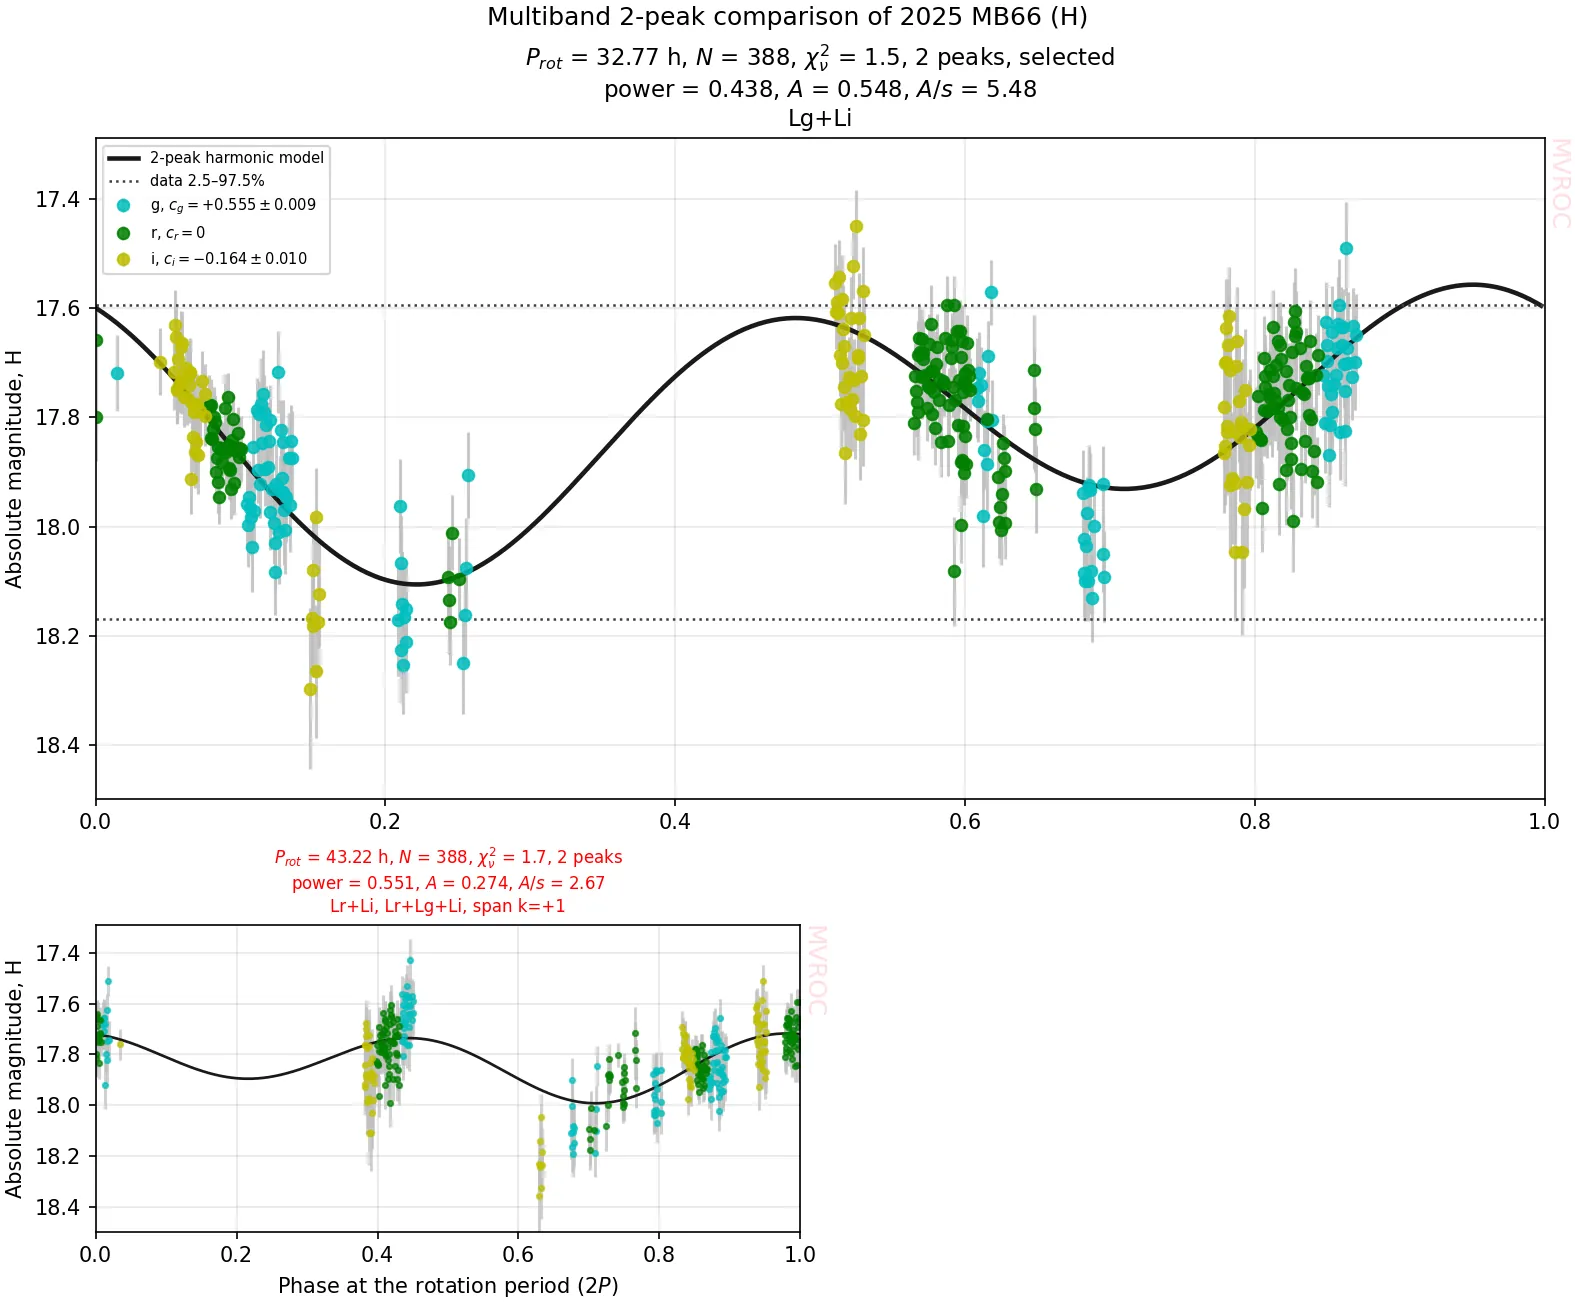 Multiband 2-peak comparison of 2025 MB66 (H)
P_rot = 32.77 h, N = 388, χ²_ν = 1.5, 2 peaks, selected
power = 0.438, A = 0.548, A/s = 5.48
Lg+Li
2-peak harmonic model
data 2.5–97.5%
g, c_g = +0.555 ± 0.009
r, c_r = 0
i, c_i = −0.164 ± 0.010
MVROC
Absolute magnitude, H
17.4
17.6
17.8
18.0
18.2
18.4
0.0 0.2 0.4 0.6 0.8 1.0
P_rot = 43.22 h, N = 388, χ²_ν = 1.7, 2 peaks
power = 0.551, A = 0.274, A/s = 2.67
Lr+Li, Lr+Lg+Li, span k=+1
MVROC
Absolute magnitude, H
17.4
17.6
17.8
18.0
18.2
18.4
0.0 0.2 0.4 0.6 0.8 1.0
Phase at the rotation period (2P)